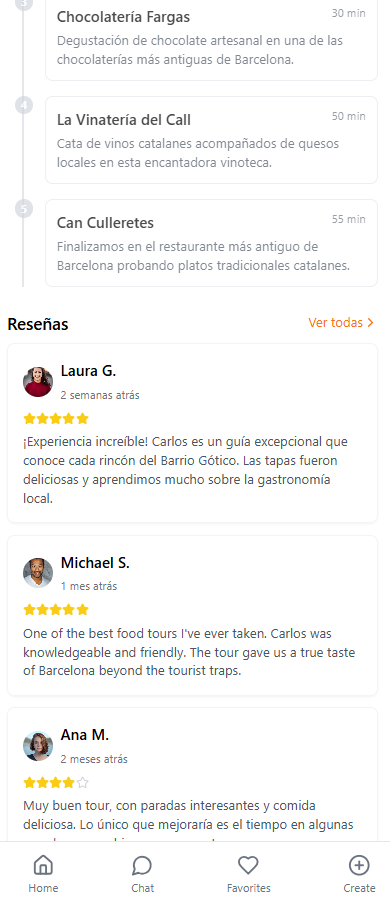 3
Chocolatería Fargas
30 min
Degustación de chocolate artesanal en una de las
chocolaterías más antiguas de Barcelona.
4
La Vinatería del Call
50 min
Cata de vinos catalanes acompañados de quesos
locales en esta encantadora vinoteca.
5
Can Culleretes
55 min
Finalizamos en el restaurante más antiguo de
Barcelona probando platos tradicionales catalanes.
Reseñas
Ver todas
Laura G.
2 semanas atrás
¡Experiencia increíble! Carlos es un guía excepcional que
conoce cada rincón del Barrio Gótico. Las tapas fueron
deliciosas y aprendimos mucho sobre la gastronomía
local.
Michael S.
1 mes atrás
One of the best food tours I've ever taken. Carlos was
knowledgeable and friendly. The tour gave us a true taste
of Barcelona beyond the tourist traps.
Ana M.
2 meses atrás
Muy buen tour, con paradas interesantes y comida
deliciosa. Lo único que mejoraría es el tiempo en algunas
Home
Chat
Favorites
Create